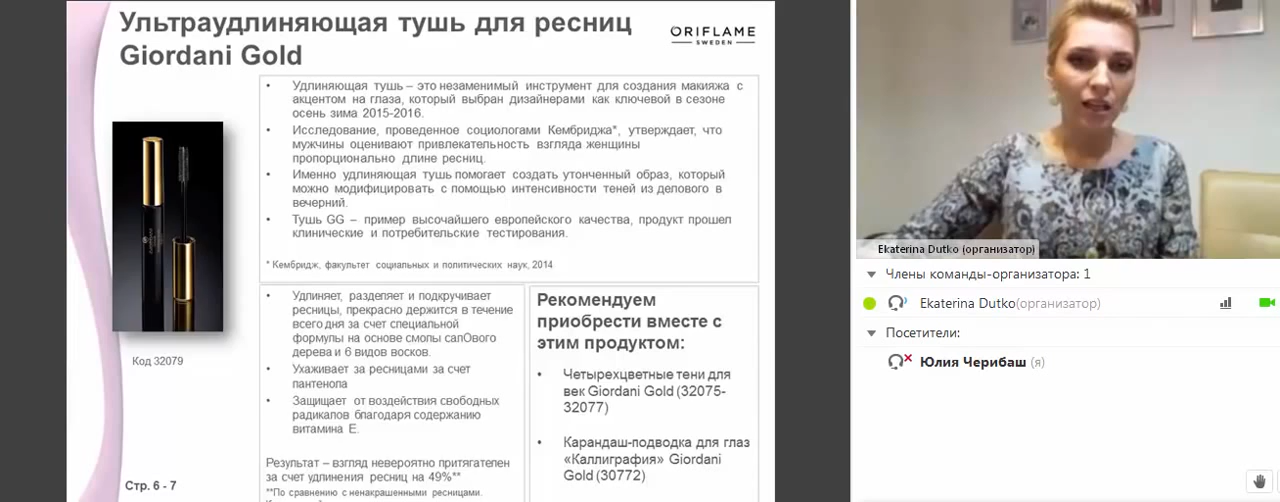 Ультраудлиняющая тушь для ресниц
Giordani Gold
ORIFLAME
SWEDEN
• Удлиняющая тушь – это незаменимый инструмент для создания макияжа с
акцентом на глаза, который выбран дизайнерами как ключевой в сезоне
осень зима 2015-2016.
• Исследование, проведенное социологами Кембриджа*, утверждает, что
мужчины оценивают привлекательность взгляда женщины
пропорционально длине ресниц.
• Именно удлиняющая тушь помогает создать утонченный образ, который
можно модифицировать с помощью интенсивности теней из делового в
вечерний.
• Тушь GG – пример высочайшего европейского качества, продукт прошел
клинические и потребительские тестирования.
* Кембридж, факультет социальных и политических наук, 2014
Код 32079
• Удлиняет, разделяет и подкручивает
ресницы, прекрасно держится в течение
всего дня за счет специальной
формулы на основе смолы салОвого
дерева и 6 видов восков.
• Ухаживает за ресницами за счет
пантенола
• Защищает от воздействия свободных
радикалов благодаря содержанию
витамина Е.
Результат – взгляд невероятно притягателен
за счет удлинения ресниц на 49%**
**По сравнению с ненакрашенными ресницами.
Рекомендуем
приобрести вместе с
этим продуктом:
• Четырехцветные тени для
век Giordani Gold (32075-
32077)
• Карандаш-подводка для глаз
«Каллиграфия» Giordani
Gold (30772)
Стр. 6 - 7
Ekaterina Dutko (организатор)
Члены команды-организатора: 1
Ekaterina Dutko(организатор)
Посетители:
Юлия Черибаш (я)